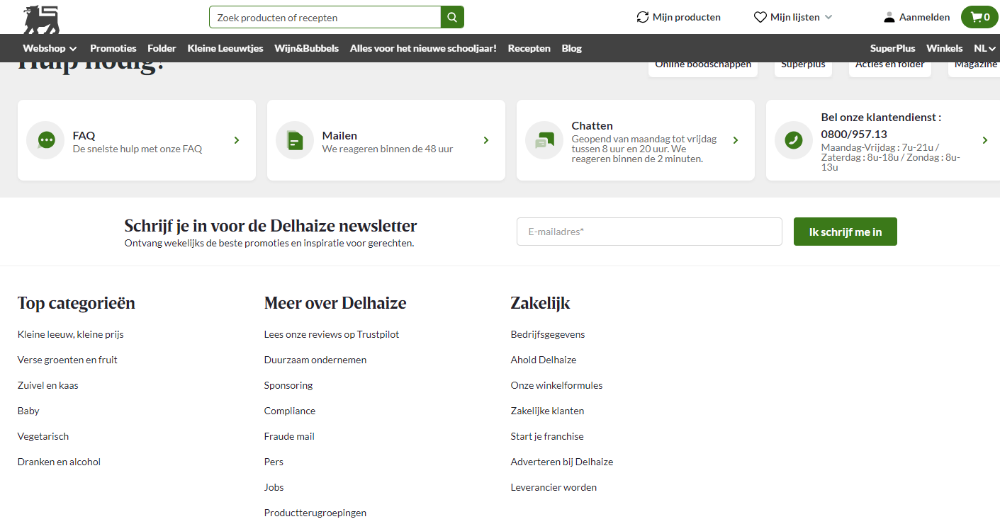 Zoek producten of recepten
Mijn producten
Mijn lijsten
Aanmelden
0
Webshop
Promoties
Folder
Kleine Leeuwtjes
Wijn&Bubbels
Alles voor het nieuwe schooljaar!
Recepten
Blog
SuperPlus
Winkels
NL
Hulp nodig?
Online boodschappen
Superplus
Acties en folder
Magazine
FAQ
De snelste hulp met onze FAQ
Mailen
We reageren binnen de 48 uur
Chatten
Geopend van maandag tot vrijdag
tussen 8 uur en 20 uur. We
reageren binnen de 2 minuten.
Bel onze klantendienst :
0800/957.13
Maandag-Vrijdag : 7u-21u /
Zaterdag : 8u-18u / Zondag : 8u-
13u
Schrijf je in voor de Delhaize newsletter
Ontvang wekelijks de beste promoties en inspiratie voor gerechten.
E-mailadres*
Ik schrijf me in
Top categorieën
Kleine leeuw, kleine prijs
Verse groenten en fruit
Zuivel en kaas
Baby
Vegetarisch
Dranken en alcohol
Meer over Delhaize
Lees onze reviews op Trustpilot
Duurzaam ondernemen
Sponsoring
Compliance
Fraude mail
Pers
Jobs
Productterugroepingen
Zakelijk
Bedrijfsgegevens
Ahold Delhaize
Onze winkelformules
Zakelijke klanten
Start je franchise
Adverteren bij Delhaize
Leverancier worden